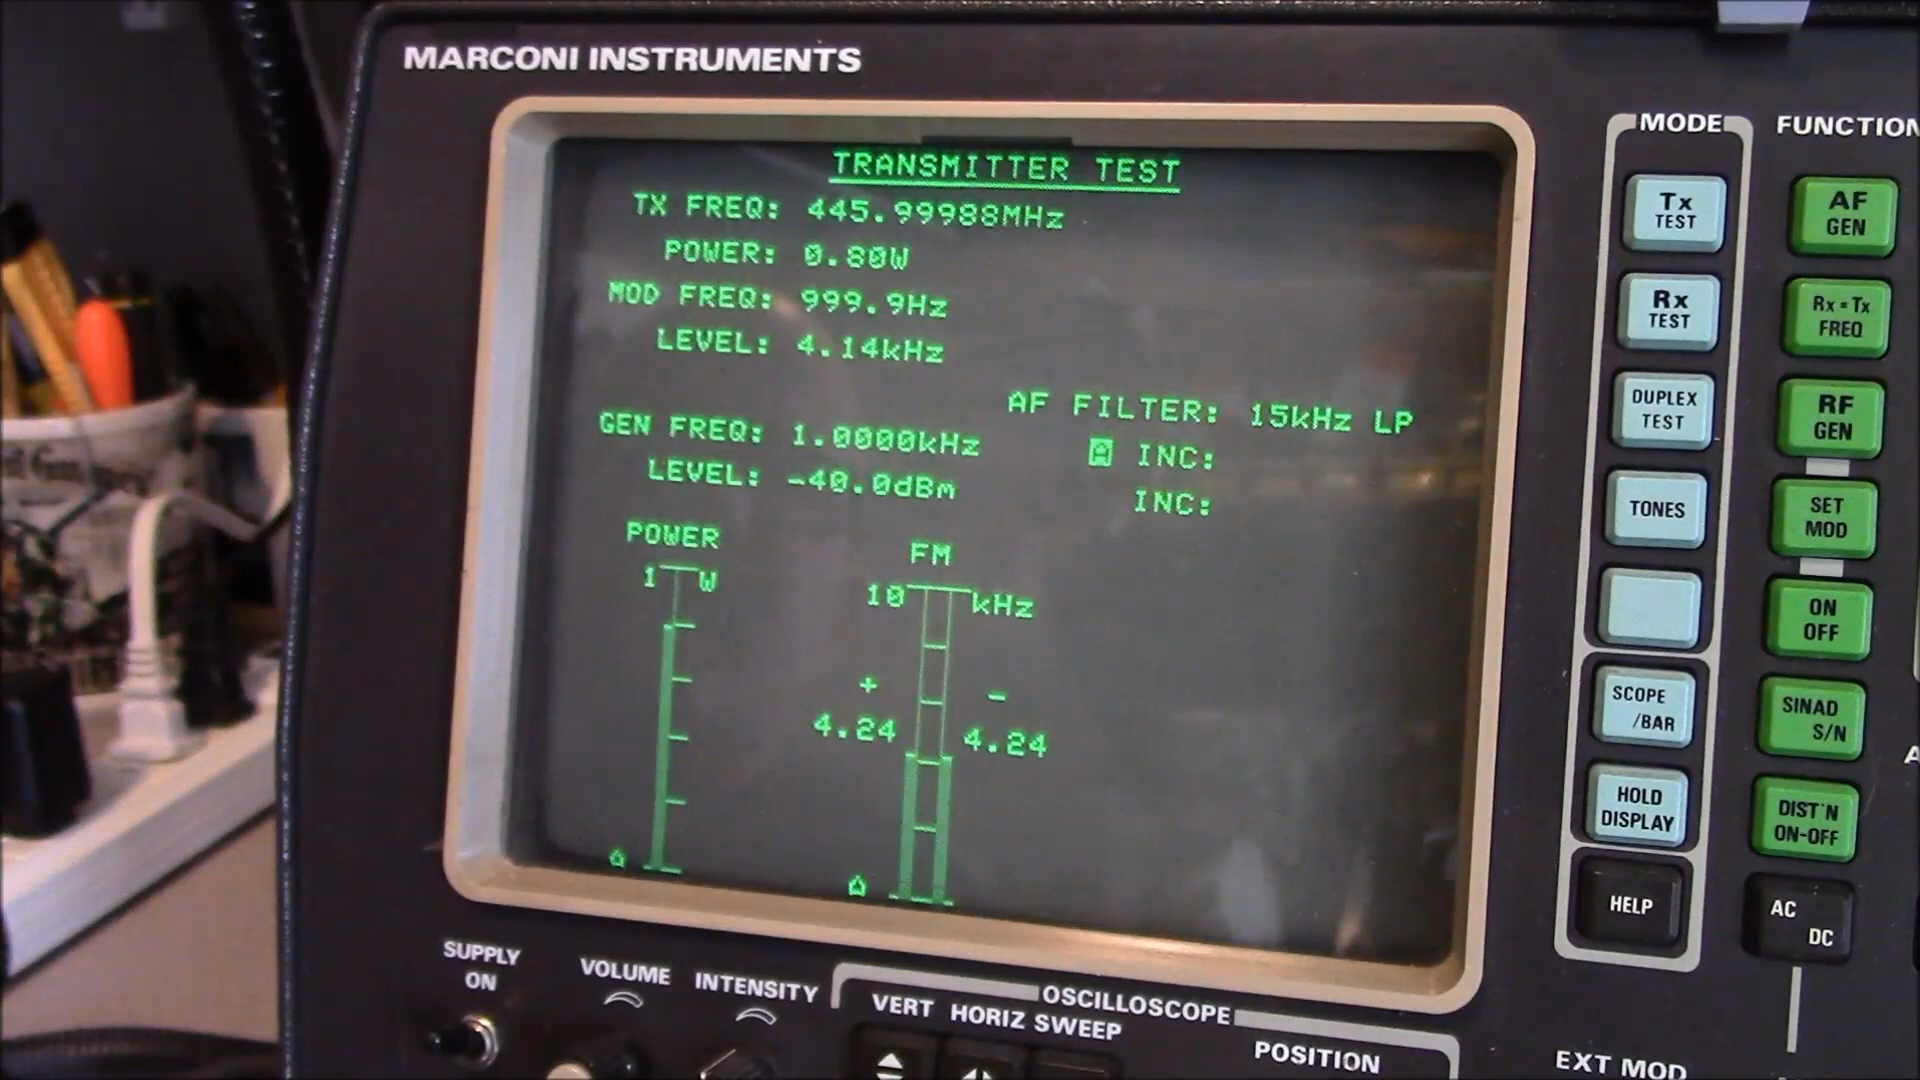 MARCONI INSTRUMENTS
TRANSMITTER TEST
TX FREQ: 445.99988MHz
POWER: 0.80W
MOD FREQ: 999.9Hz
LEVEL: 4.14kHz
AF FILTER: 15kHz LP
GEN FREQ: 1.0000kHz
A INC:
LEVEL: -40.0dBm
INC:
POWER
1 W
FM
10 kHz
+ -
4.24 4.24
MODE
Tx TEST
Rx TEST
DUPLEX TEST
TONES
SCOPE /BAR
HOLD DISPLAY
HELP
FUNCTION
AF GEN
Rx=Tx FREQ
RF GEN
SET MOD
ON OFF
SINAD S/N
DIST'N ON-OFF
AC DC
SUPPLY ON
VOLUME
INTENSITY
OSCILLOSCOPE
VERT HORIZ SWEEP
POSITION
EXT MOD